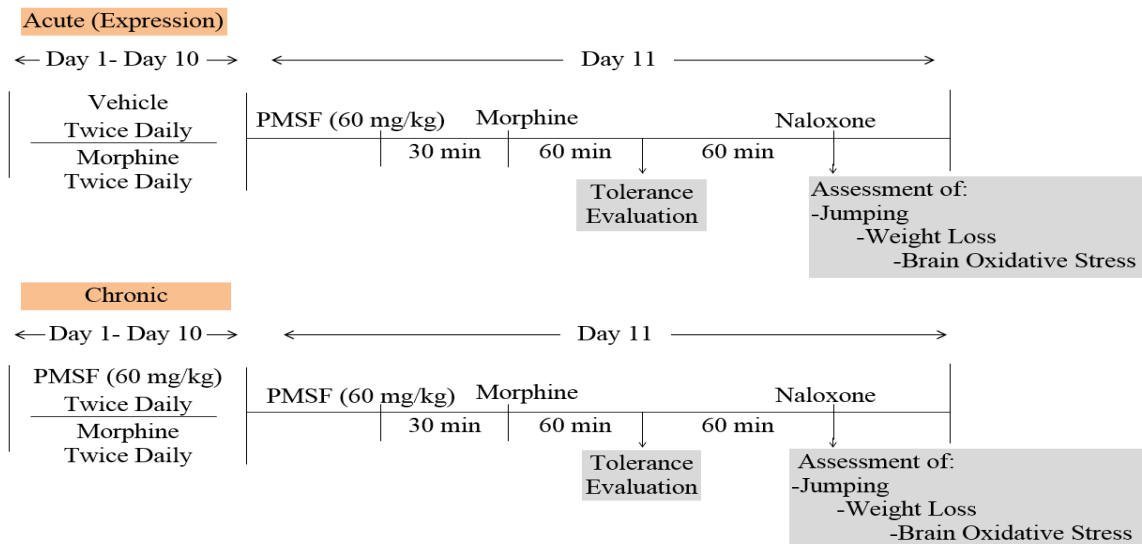 Acute (Expression)
Day 1- Day 10
Day 11
Vehicle
Twice Daily
Morphine
Twice Daily
PMSF (60 mg/kg)
Morphine
Naloxone
30 min
60 min
60 min
Tolerance
Evaluation
Assessment of:
-Jumping
-Weight Loss
-Brain Oxidative Stress
Chronic
Day 1- Day 10
Day 11
PMSF (60 mg/kg)
Twice Daily
Morphine
Twice Daily
PMSF (60 mg/kg)
Morphine
Naloxone
30 min
60 min
60 min
Tolerance
Evaluation
Assessment of:
-Jumping
-Weight Loss
-Brain Oxidative Stress